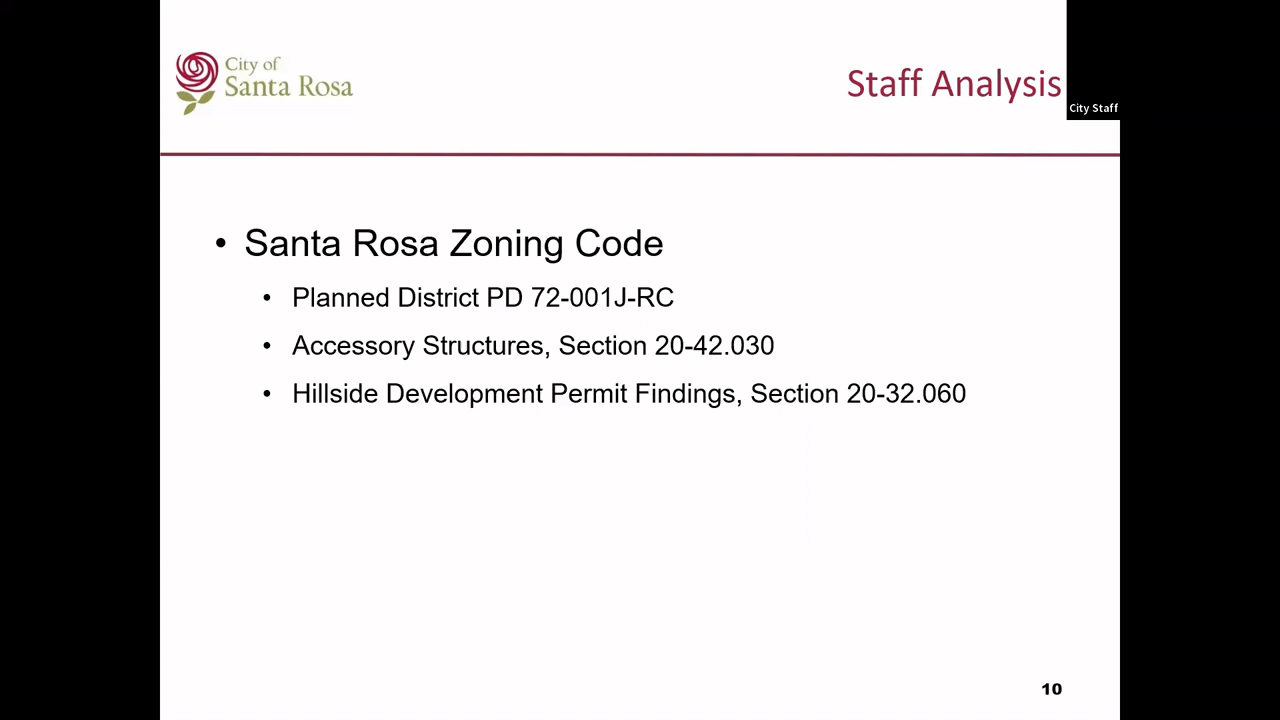 City of
Santa Rosa
Staff Analysis
City Staff
• Santa Rosa Zoning Code
• Planned District PD 72-001J-RC
• Accessory Structures, Section 20-42.030
• Hillside Development Permit Findings, Section 20-32.060
10